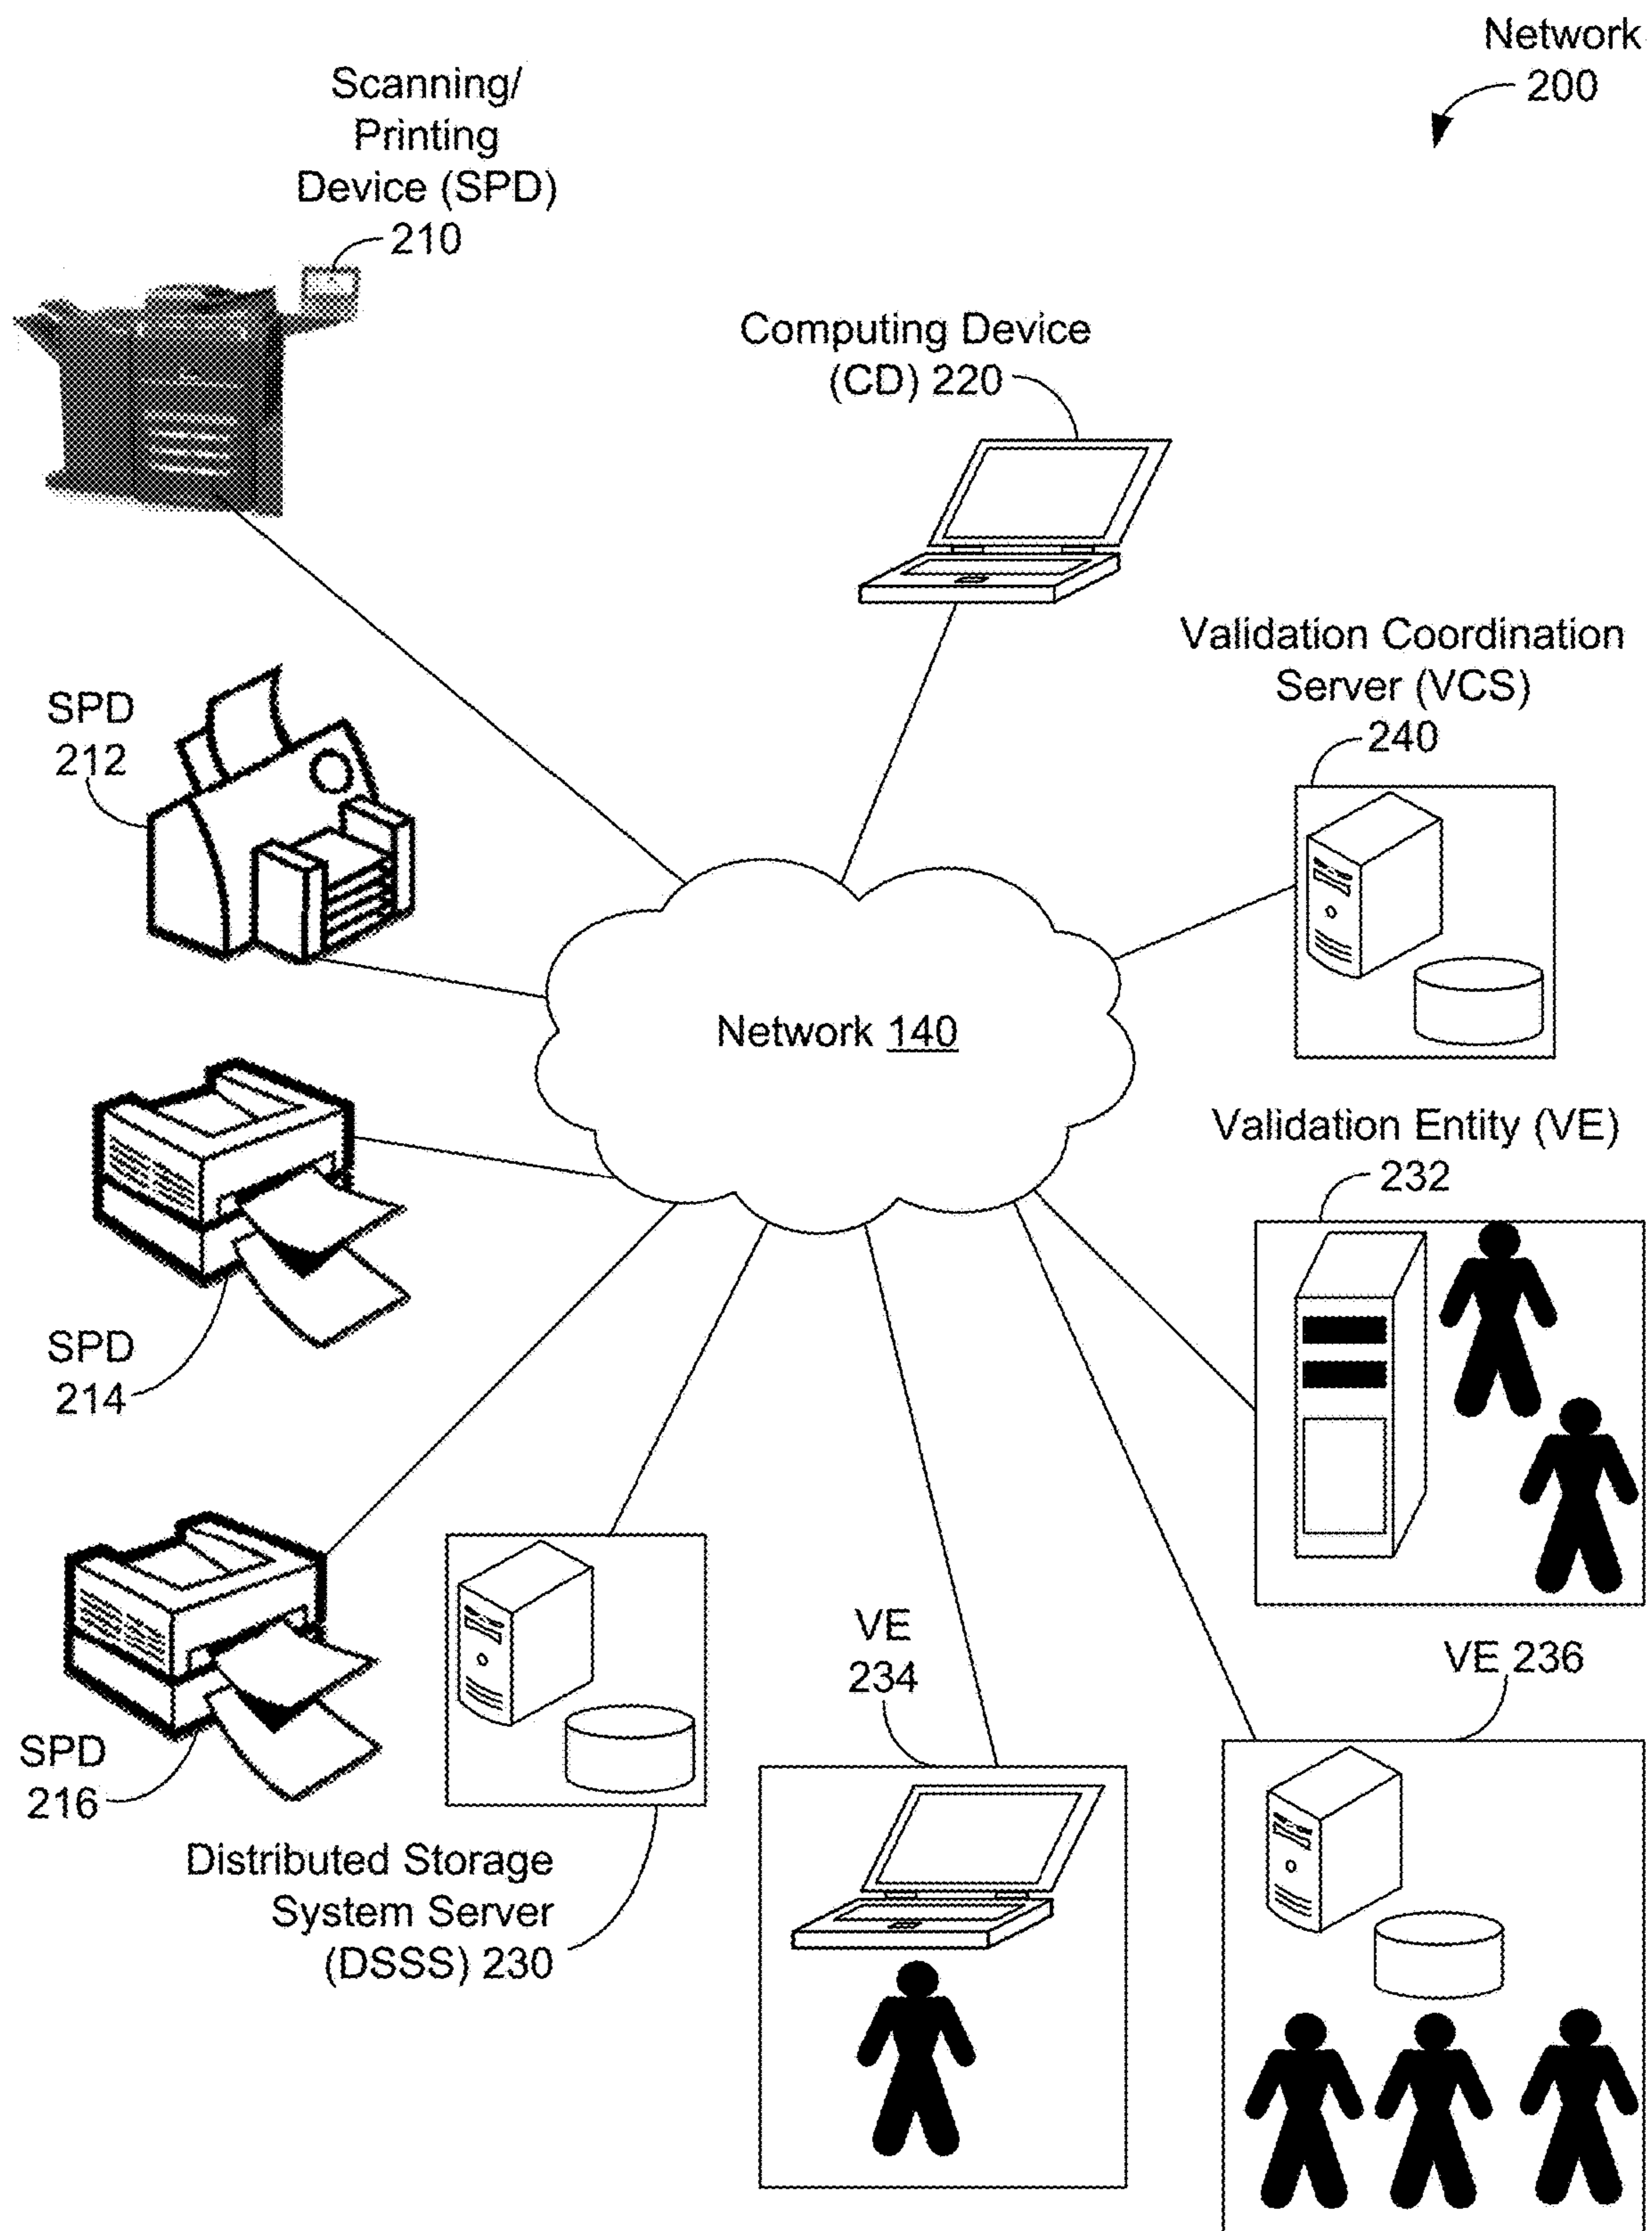 Network
200
Scanning/
Printing
Device (SPD)
210
Computing Device
(CD) 220
Validation Coordination
Server (VCS)
240
SPD
212
Network 140
Validation Entity (VE)
232
SPD
214
VE
234
VE 236
SPD
216
Distributed Storage
System Server
(DSSS) 230